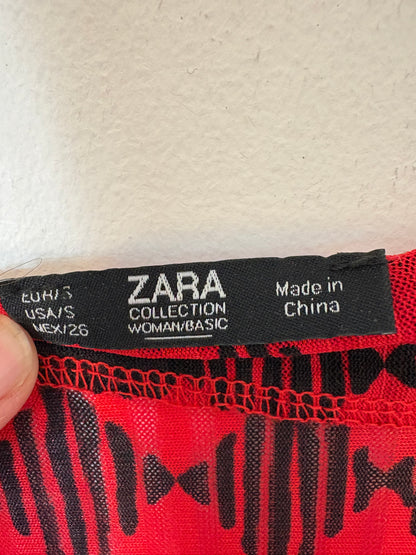 EUR/S
USA/S
MEX/26
ZARA
COLLECTION
WOMAN/BASIC
Made in
China